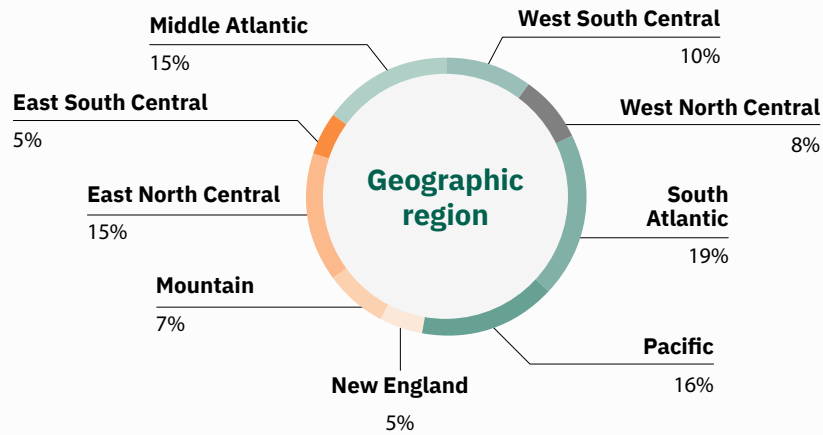 Middle Atlantic
15%
West South Central
10%
East South Central
5%
West North Central
8%
Geographic
region
East North Central
15%
South
Atlantic
19%
Mountain
7%
Pacific
16%
New England
5%